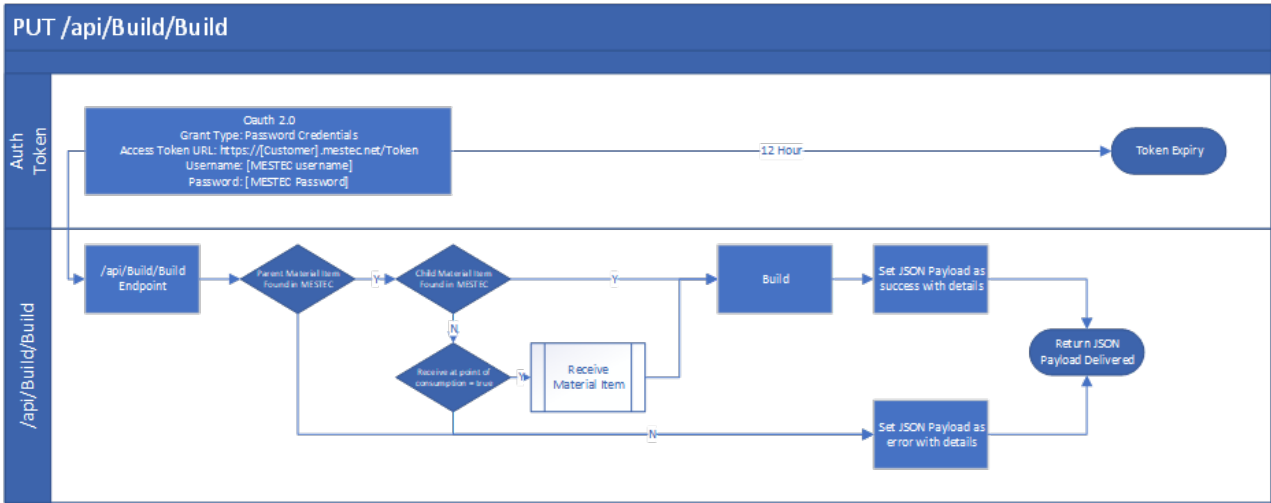 PUT /api/Build/Build
Auth
Token
Oauth 2.0
Grant Type: Password Credentials
Access Token URL: https://[Customer].mestec.net/Token
Username: [MESTEC username]
Password: [MESTEC Password]
12 Hour
Token Expiry
/api/Build/Build
/api/Build/Build
Endpoint
Parent Material Item
Found in MESTEC
Y
Child Material Item
Found in MESTEC
Y
Build
Set JSON Payload as
success with details
N
Return JSON
Payload Delivered
Receive at point of
consumption = true
Y
Receive
Material Item
N
Set JSON Payload as
error with details